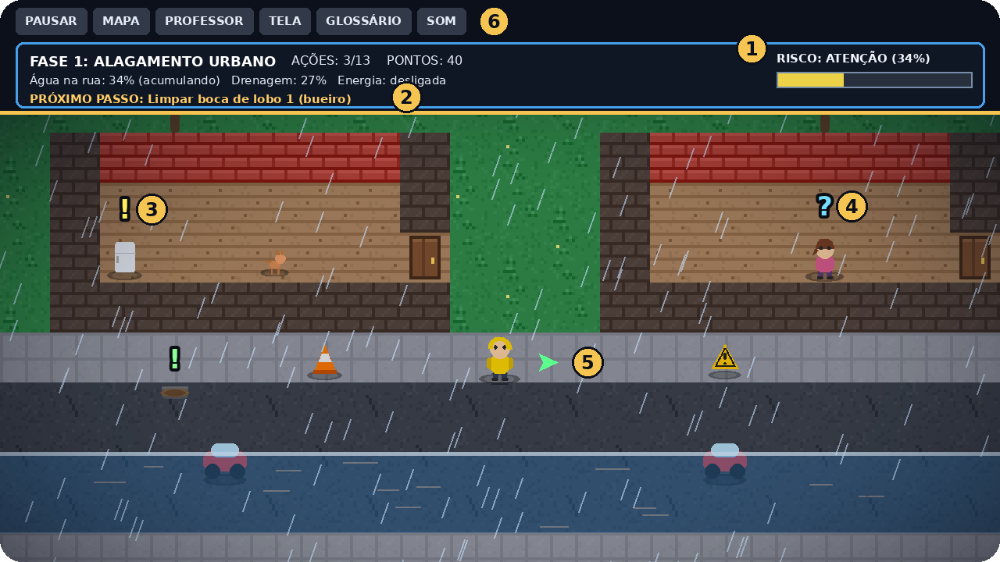 PAUSAR MAPA PROFESSOR TELA GLOSSÁRIO SOM 6
1
FASE 1: ALAGAMENTO URBANO AÇÕES: 3/13 PONTOS: 40 RISCO: ATENÇÃO (34%)
Água na rua: 34% (acumulando) Drenagem: 27% Energia: desligada
PRÓXIMO PASSO: Limpar boca de lobo 1 (bueiro) 2
! 3 ? 4
! 5 !